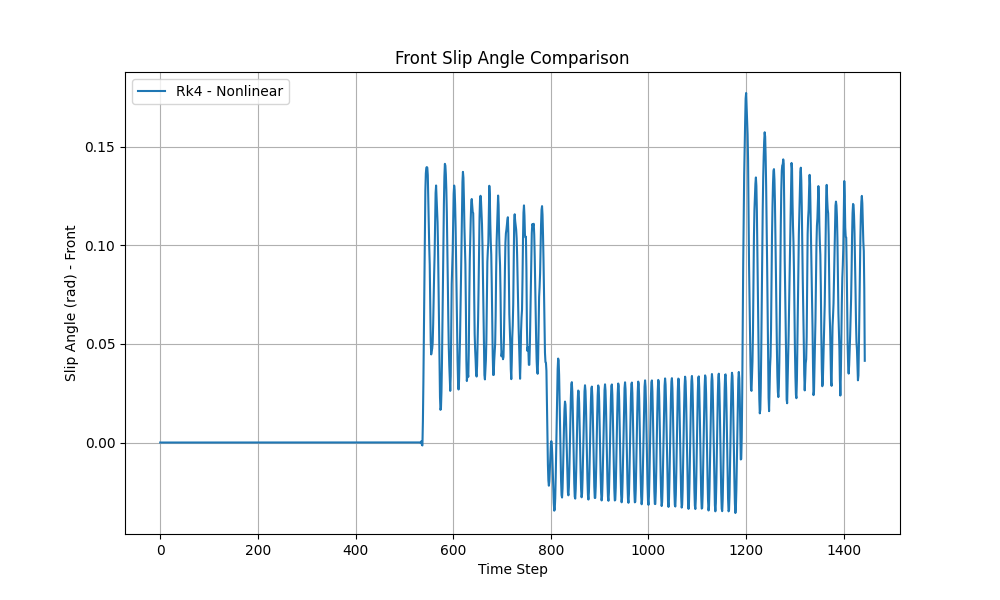 Front Slip Angle Comparison
Rk4 - Nonlinear
Slip Angle (rad) - Front
0.15
0.10
0.05
0.00
0 200 400 600 800 1000 1200 1400
Time Step